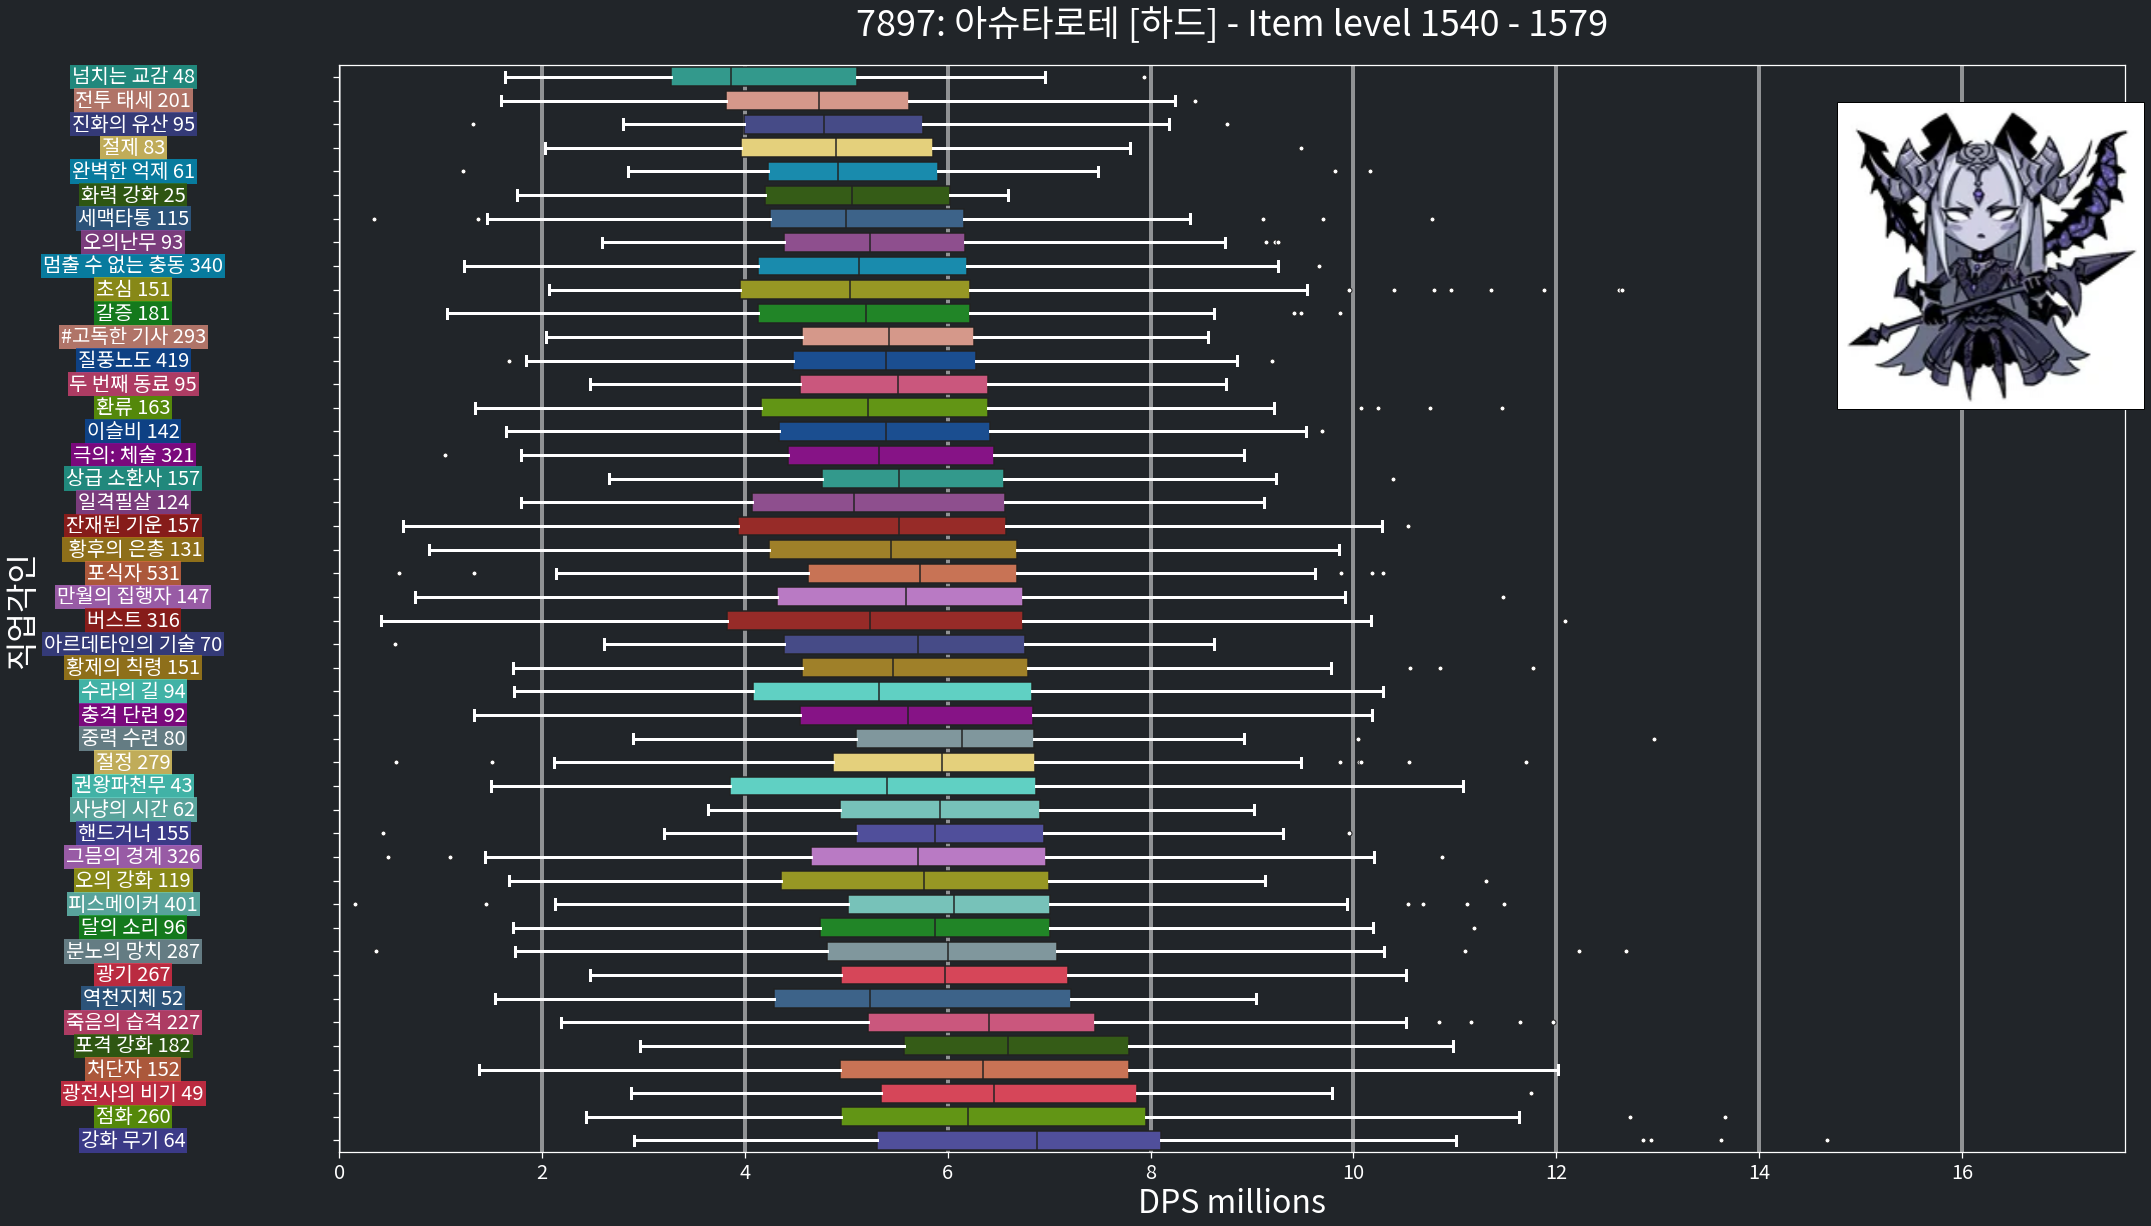 7897: 아슈타로테 [하드] - Item level 1540 - 1579
넘치는 교감 48
전투 태세 201
진화의 유산 95
절제 83
완벽한 억제 61
화력 강화 25
세맥타통 115
오의난무 93
멈출 수 없는 충동 340
초심 151
갈증 181
#고독한 기사 293
질풍노도 419
두 번째 동료 95
환류 163
이슬비 142
극의: 체술 321
상급 소환사 157
일격필살 124
잔재된 기운 157
황후의 은총 131
포식자 531
만월의 집행자 147
버스트 316
아르데타인의 기술 70
황제의 칙령 151
수라의 길 94
충격 단련 92
중력 수련 80
절정 279
권왕파천무 43
사냥의 시간 62
핸드거너 155
그믐의 경계 326
오의 강화 119
피스메이커 401
달의 소리 96
분노의 망치 287
광기 267
역천지체 52
죽음의 습격 227
포격 강화 182
처단자 152
광전사의 비기 49
점화 260
강화 무기 64
직업각인
0 2 4 6 8 10 12 14 16
DPS millions